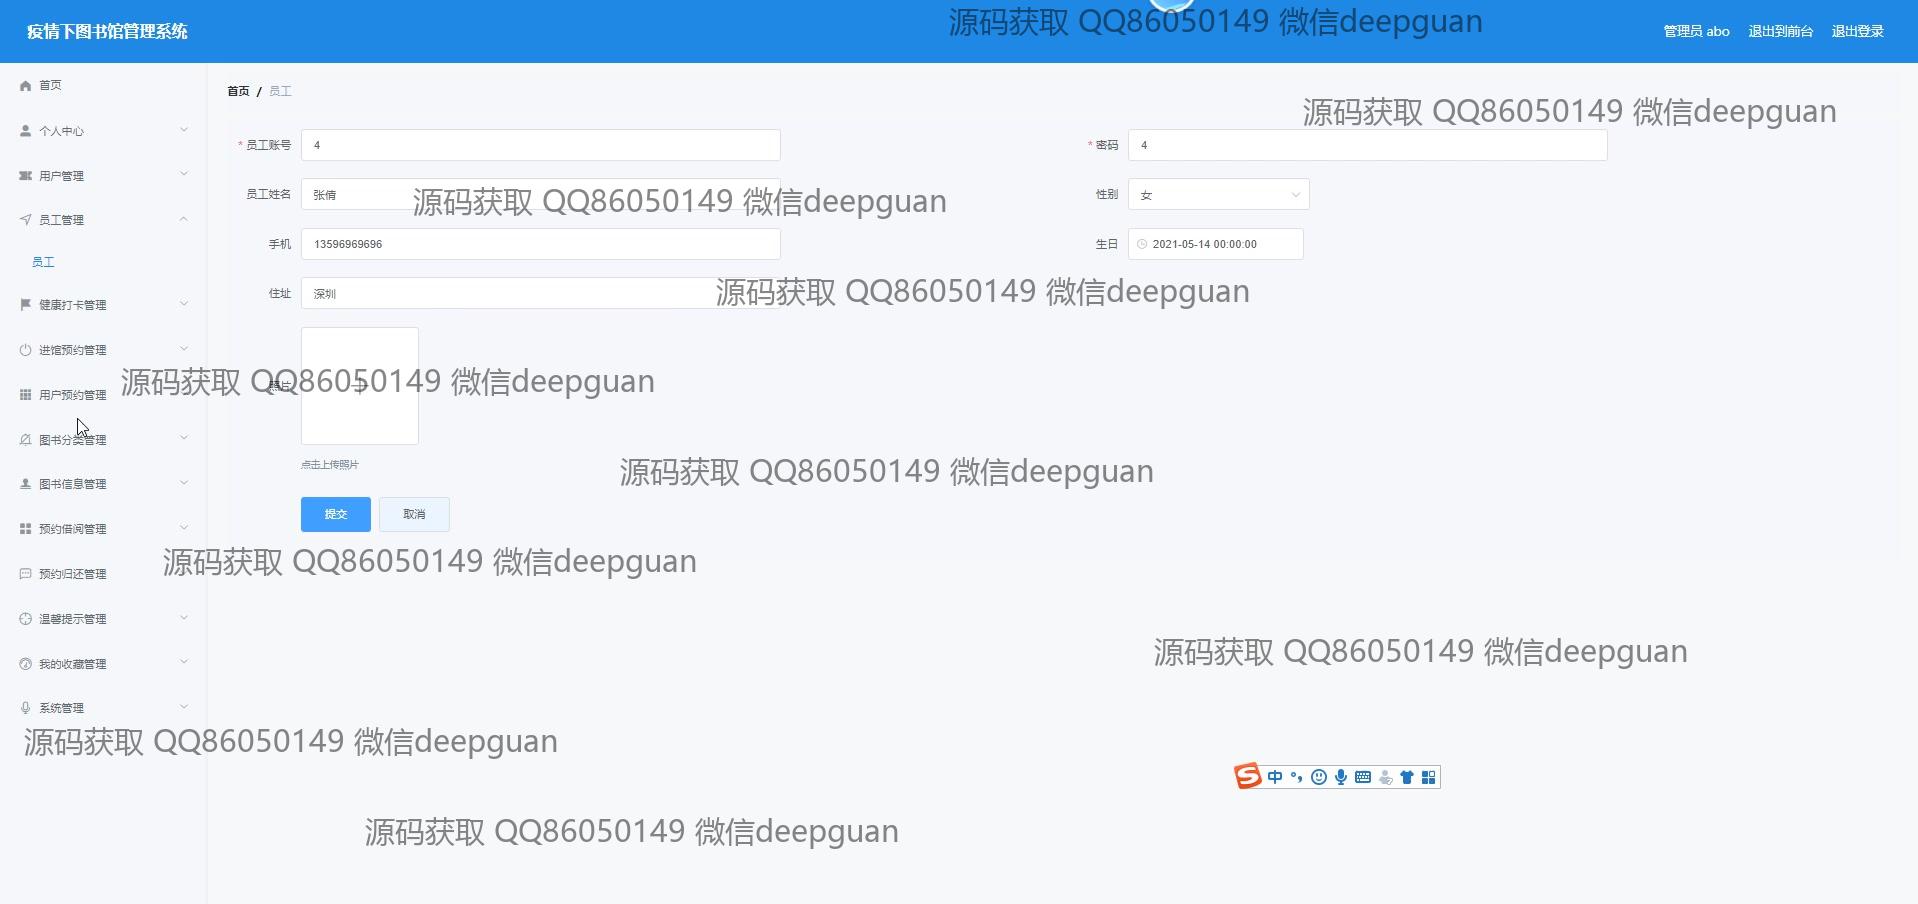 疫情下图书馆管理系统
源码获取 QQ86050149 微信deepguan
管理员 abo 退出到前台 退出登录
首页
首页 / 员工
源码获取 QQ86050149 微信deepguan
个人中心
* 员工账号 4
* 密码 4
用户管理
员工姓名 张倩
性别 女
源码获取 QQ86050149 微信deepguan
员工管理
手机 13596969696
生日 2021-05-14 00:00:00
员工
住址 深圳
源码获取 QQ86050149 微信deepguan
健康打卡管理
进馆预约管理
照片
源码获取 QQ86050149 微信deepguan
用户预约管理
图书分类管理
点击上传照片
源码获取 QQ86050149 微信deepguan
图书信息管理
提交 取消
预约借阅管理
源码获取 QQ86050149 微信deepguan
预约归还管理
温馨提示管理
源码获取 QQ86050149 微信deepguan
我的收藏管理
系统管理
源码获取 QQ86050149 微信deepguan
S 中
源码获取 QQ86050149 微信deepguan